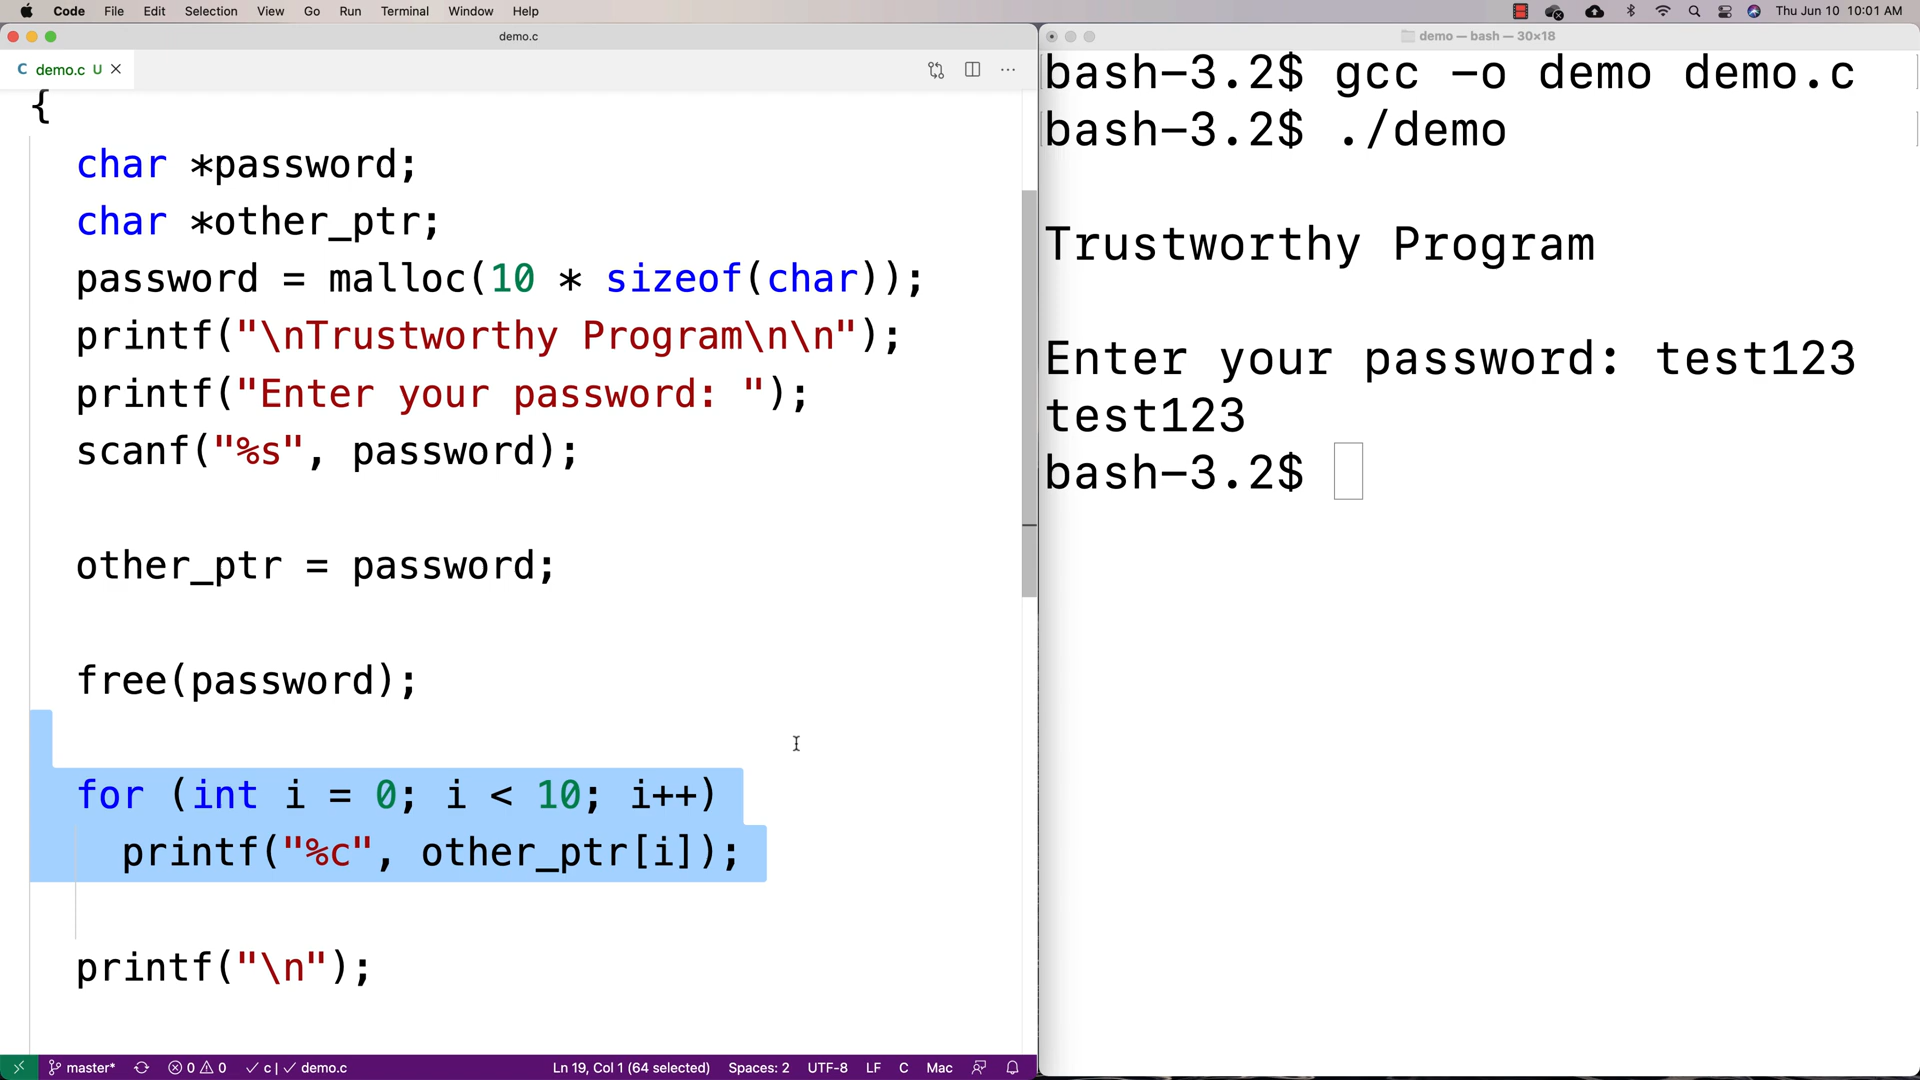 Code File Edit Selection View Go Run Terminal Window Help Thu Jun 10 10:01 AM
demo.c
C demo.c U
{
char *password;
char *other_ptr;
password = malloc(10 * sizeof(char));
printf("\nTrustworthy Program\n\n");
printf("Enter your password: ");
scanf("%s", password);
other_ptr = password;
free(password);
for (int i = 0; i < 10; i++)
printf("%c", other_ptr[i]);
printf("\n");
master* 0 0 c | demo.c Ln 19, Col 1 (64 selected) Spaces: 2 UTF-8 LF C Mac
demo — bash — 30×18
bash-3.2$ gcc -o demo demo.c
bash-3.2$ ./demo
Trustworthy Program
Enter your password: test123
test123
bash-3.2$